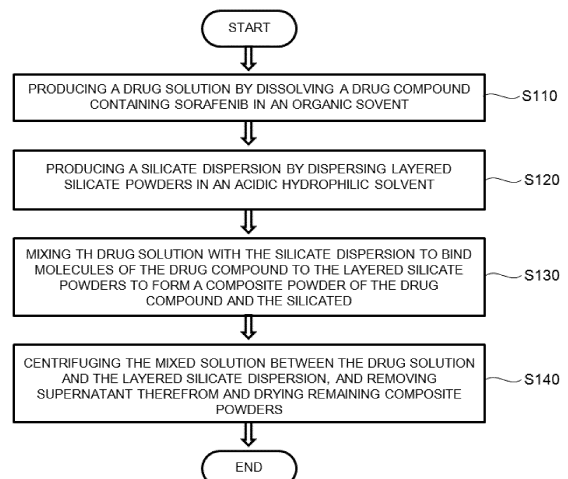 START
PRODUCING A DRUG SOLUTION BY DISSOLVING A DRUG COMPOUND
CONTAINING SORAFENIB IN AN ORGANIC SOVENT
S110
PRODUCING A SILICATE DISPERSION BY DISPERSING LAYERED
SILICATE POWDERS IN AN ACIDIC HYDROPHILIC SOLVENT
S120
MIXING TH DRUG SOLUTION WITH THE SILICATE DISPERSION TO BIND
MOLECULES OF THE DRUG COMPOUND TO THE LAYERED SILICATE
POWDERS TO FORM A COMPOSITE POWDER OF THE DRUG
COMPOUND AND THE SILICATED
S130
CENTRIFUGING THE MIXED SOLUTION BETWEEN THE DRUG SOLUTION
AND THE LAYERED SILICATE DISPERSION, AND REMOVING
SUPERNATANT THEREFROM AND DRYING REMAINING COMPOSITE
POWDERS
S140
END